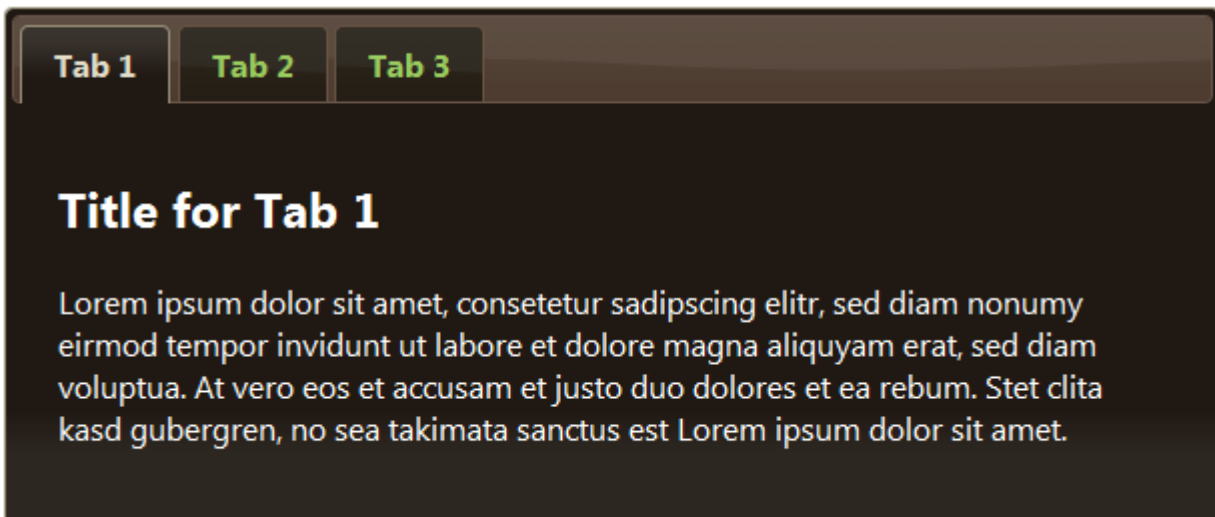 Tab 1 Tab 2 Tab 3
Title for Tab 1
Lorem ipsum dolor sit amet, consetetur sadipscing elitr, sed diam nonumy
eirmod tempor invidunt ut labore et dolore magna aliquyam erat, sed diam
voluptua. At vero eos et accusam et justo duo dolores et ea rebum. Stet clita
kasd gubergren, no sea takimata sanctus est Lorem ipsum dolor sit amet.